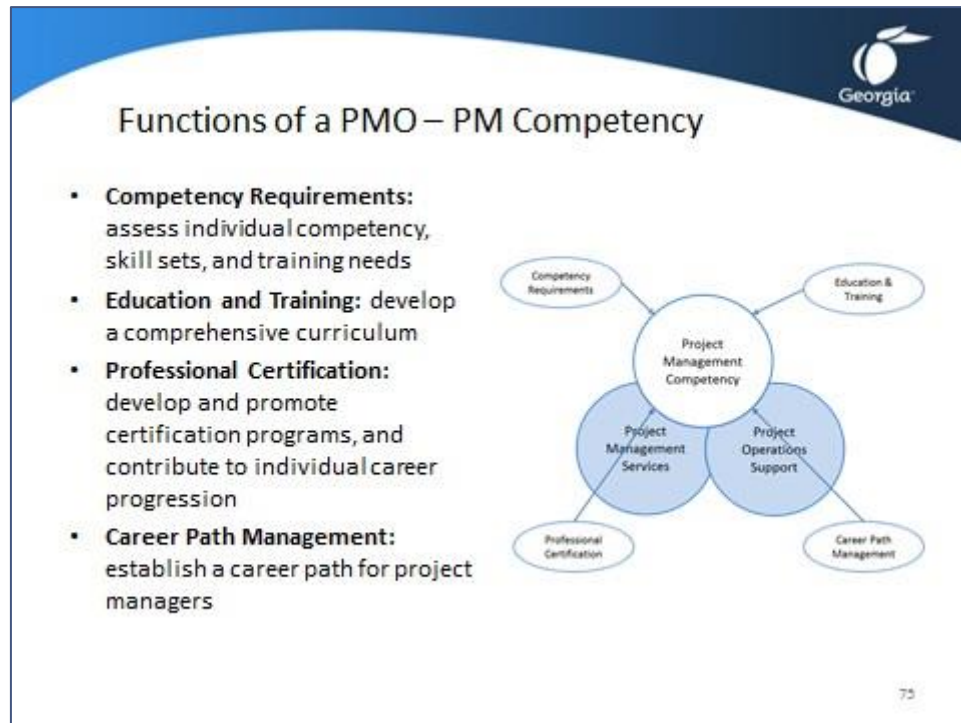 Georgia
Functions of a PMO – PM Competency
• Competency Requirements:
assess individual competency,
skill sets, and training needs
• Education and Training: develop
a comprehensive curriculum
• Professional Certification:
develop and promote
certification programs, and
contribute to individual career
progression
• Career Path Management:
establish a career path for project
managers
Competency
Requirements
Education &
Training
Project
Management
Competency
Project
Management
Services
Project
Operations
Support
Professional
Certification
Career Path
Management
75